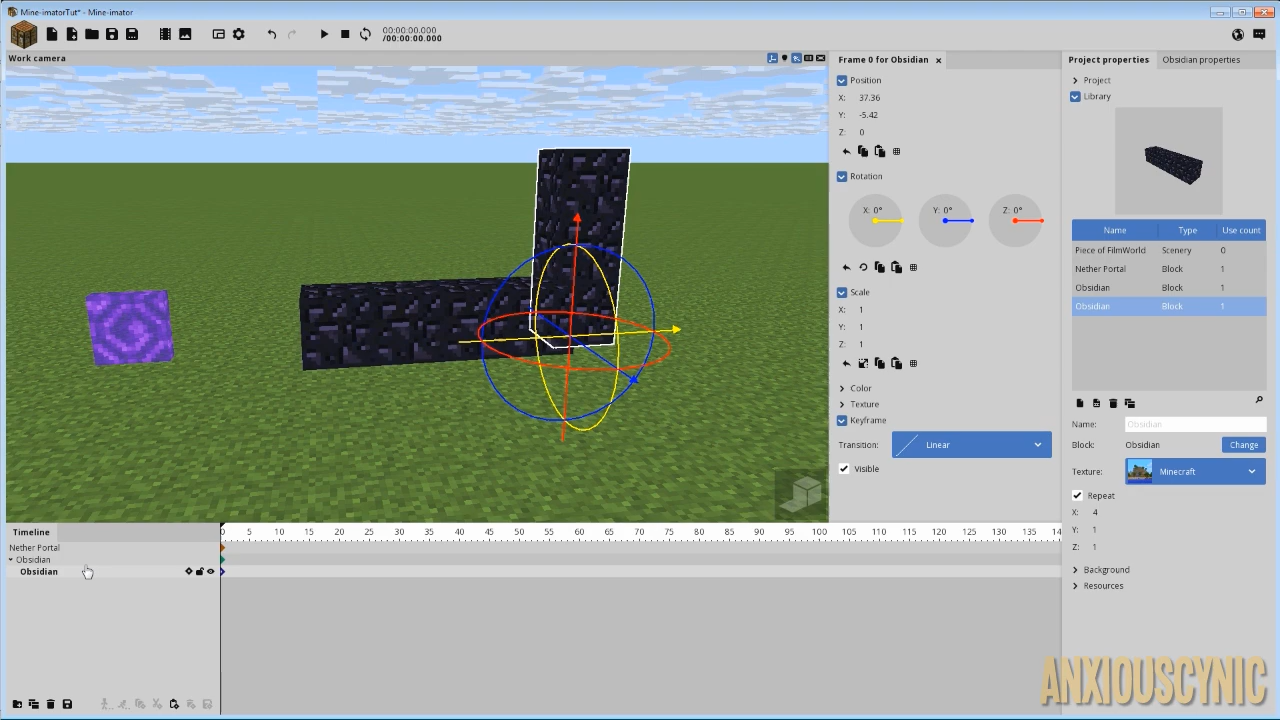 Mine-imatorTut* - Mine-imator
00:00:00.000
/00:00:00.000
Work camera
Frame 0 for Obsidian
Position
X: 37.36
Y: -5.42
Z: 0
Rotation
X: 0° Y: 0° Z: 0°
Scale
X: 1
Y: 1
Z: 1
Color
Texture
Keyframe
Transition: Linear
Visible
Project properties Obsidian properties
Project
Library
Name Type Use count
Piece of FilmWorld Scenery 0
Nether Portal Block 1
Obsidian Block 1
Obsidian Block 1
Name: Obsidian
Block: Obsidian Change
Texture: Minecraft
Repeat
X: 4
Y: 1
Z: 1
Background
Resources
Timeline
0 5 10 15 20 25 30 35 40 45 50 55 60 65 70 75 80 85 90 95 100 105 110 115 120 125 130 135 14
Nether Portal
Obsidian
Obsidian
ANXIOUSCYNIC